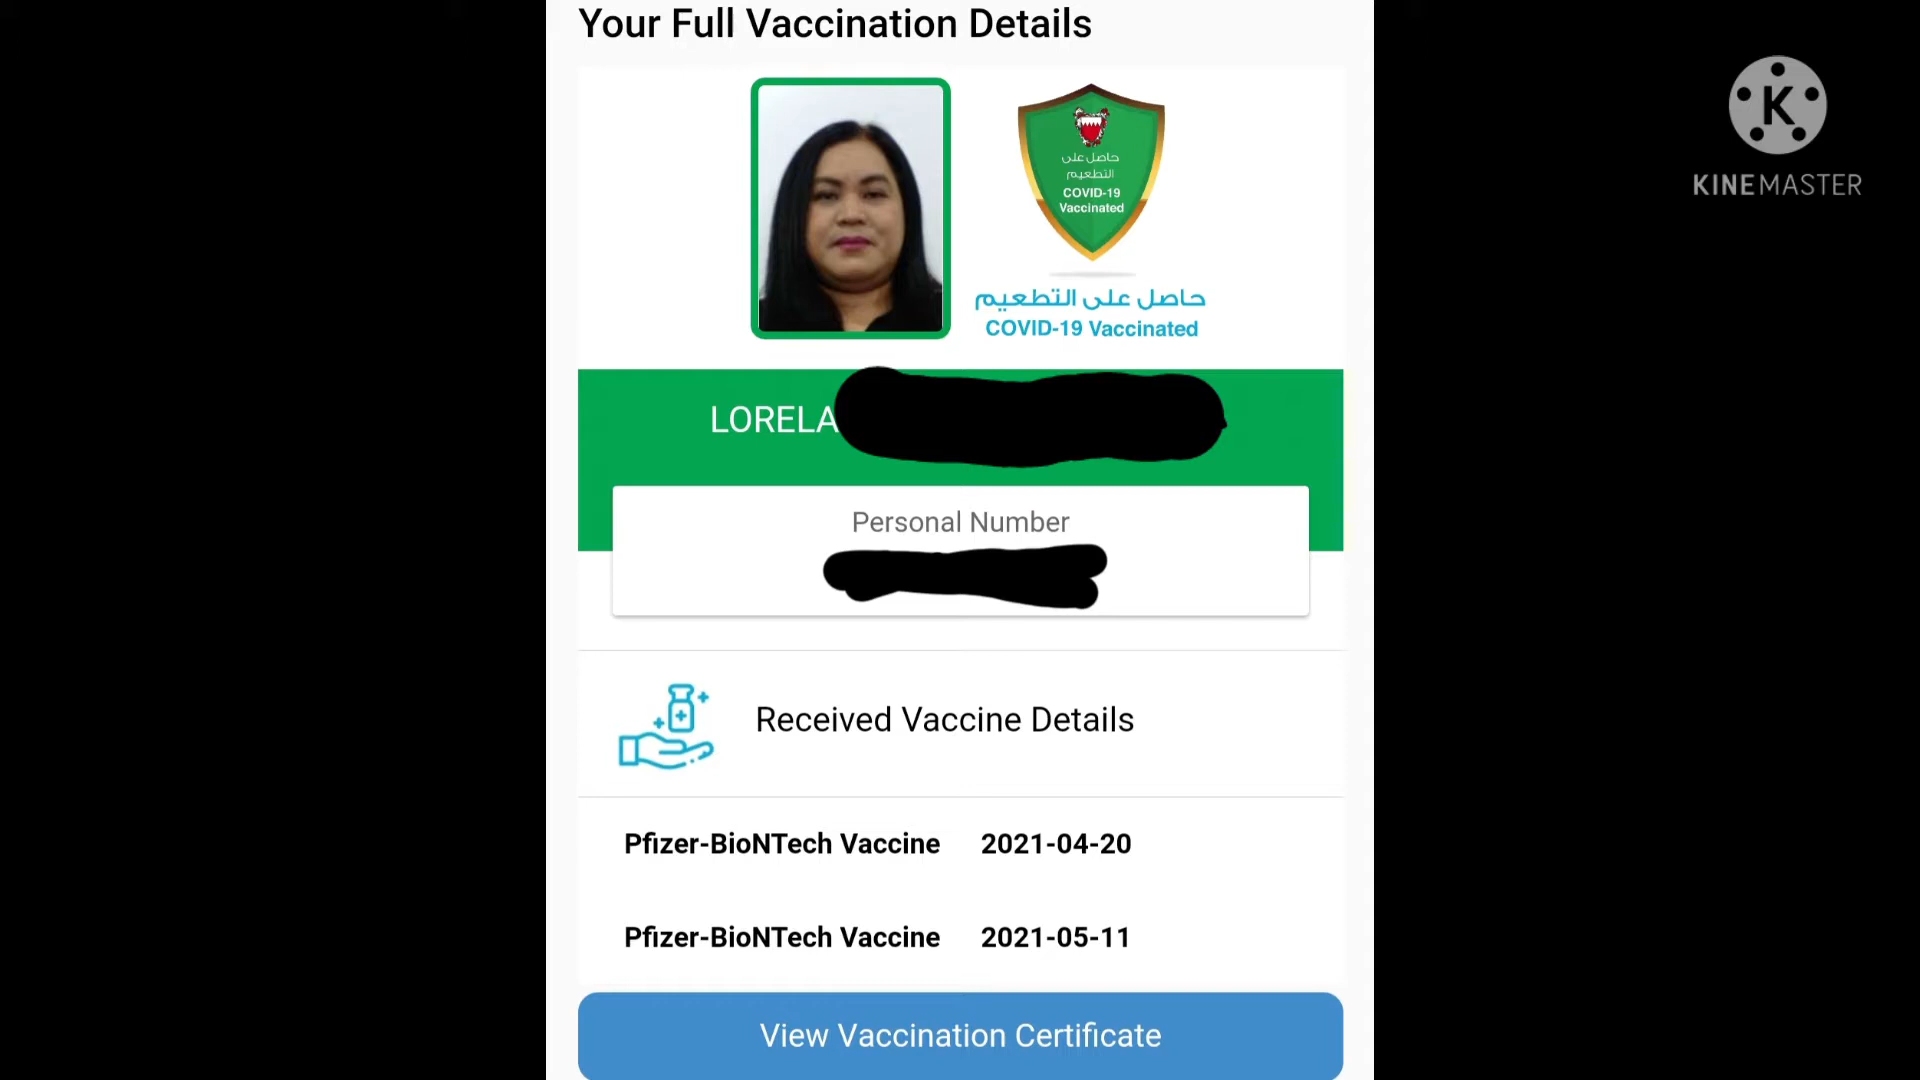 Your Full Vaccination Details
حاصل على
التطعيم
COVID-19
Vaccinated
حاصل على التطعيم
COVID-19 Vaccinated
LORELA
Personal Number
Received Vaccine Details
Pfizer-BioNTech Vaccine 2021-04-20
Pfizer-BioNTech Vaccine 2021-05-11
View Vaccination Certificate
K
KINEMASTER